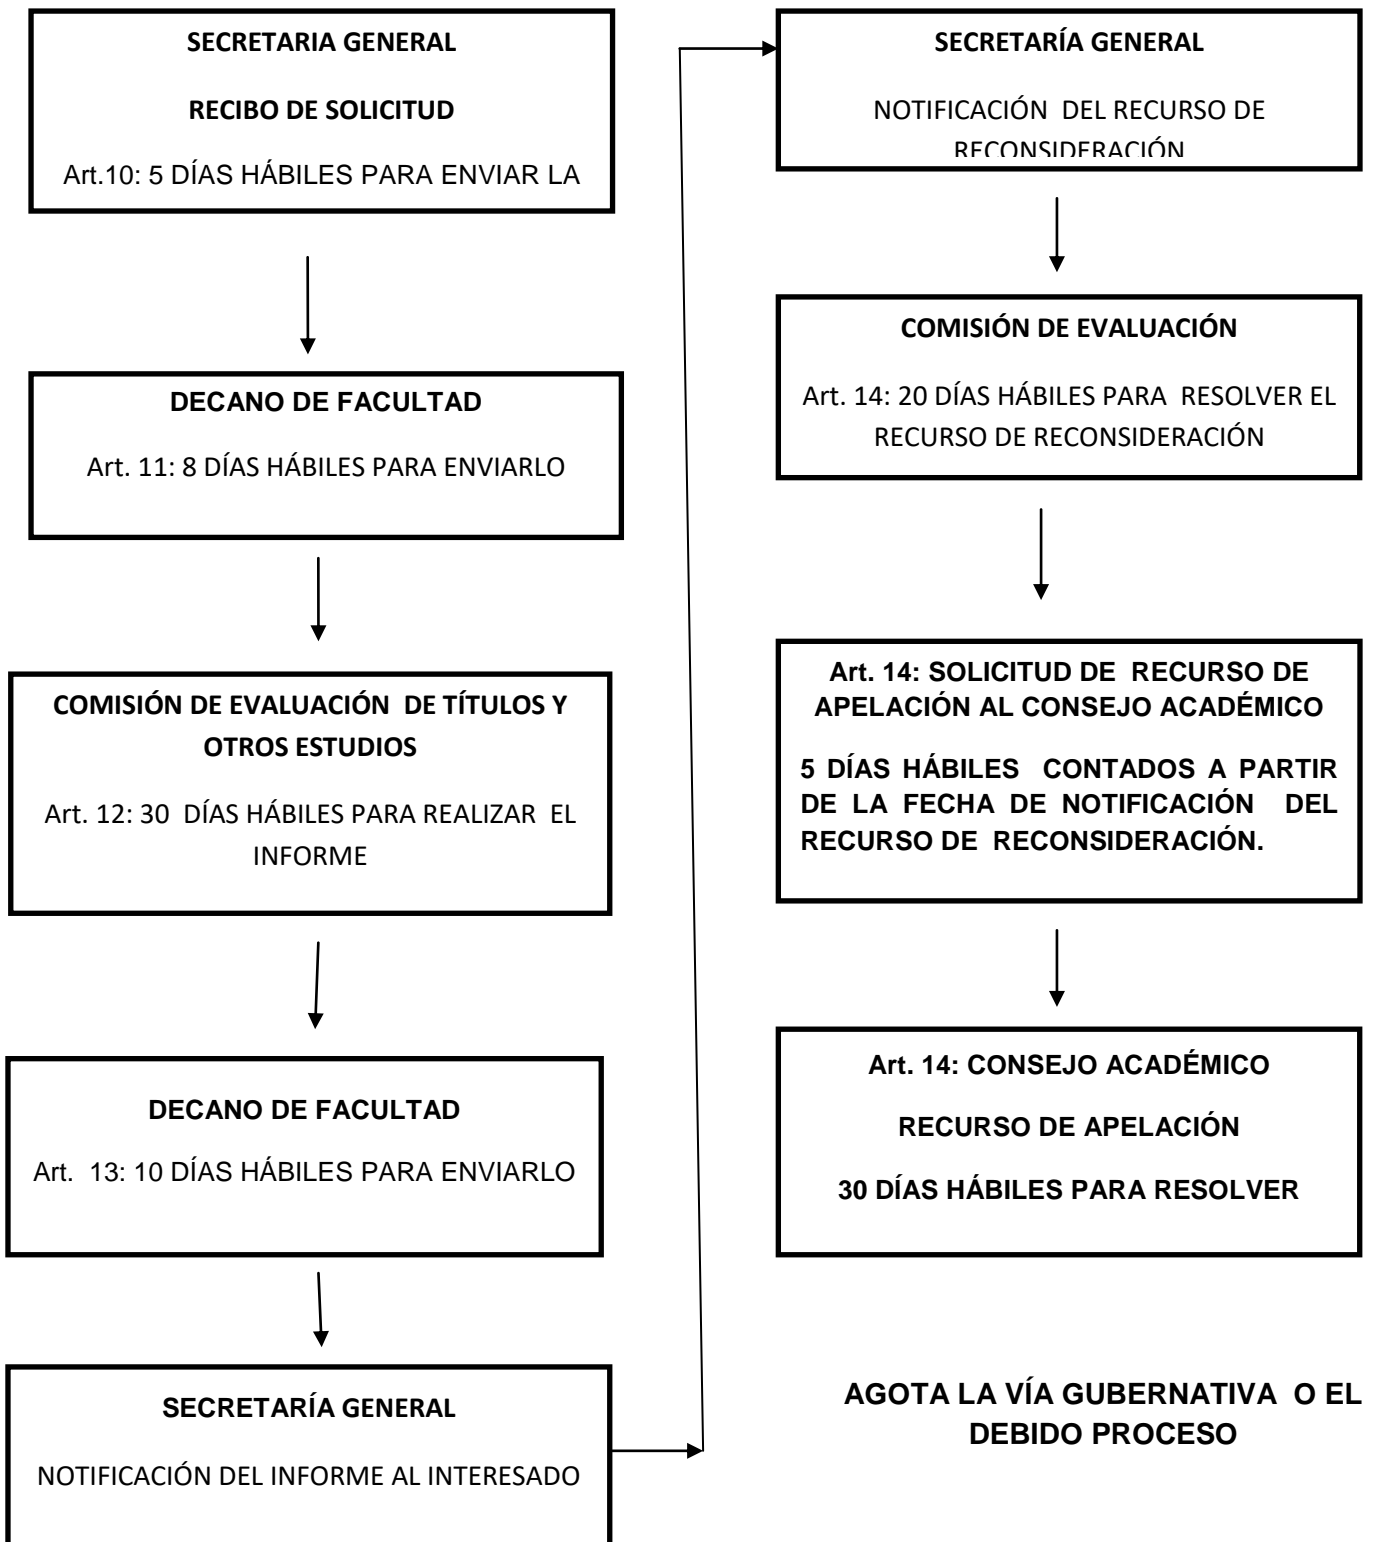 SECRETARIA GENERAL
RECIBO DE SOLICITUD
Art.10: 5 DÍAS HÁBILES PARA ENVIAR LA
DECANO DE FACULTAD
Art. 11: 8 DÍAS HÁBILES PARA ENVIARLO
COMISIÓN DE EVALUACIÓN DE TÍTULOS Y
OTROS ESTUDIOS
Art. 12: 30 DÍAS HÁBILES PARA REALIZAR EL
INFORME
DECANO DE FACULTAD
Art. 13: 10 DÍAS HÁBILES PARA ENVIARLO
SECRETARÍA GENERAL
NOTIFICACIÓN DEL INFORME AL INTERESADO
SECRETARÍA GENERAL
NOTIFICACIÓN DEL RECURSO DE
RECONSIDERACIÓN
COMISIÓN DE EVALUACIÓN
Art. 14: 20 DÍAS HÁBILES PARA RESOLVER EL
RECURSO DE RECONSIDERACIÓN
Art. 14: SOLICITUD DE RECURSO DE
APELACIÓN AL CONSEJO ACADÉMICO
5 DÍAS HÁBILES CONTADOS A PARTIR
DE LA FECHA DE NOTIFICACIÓN DEL
RECURSO DE RECONSIDERACIÓN.
Art. 14: CONSEJO ACADÉMICO
RECURSO DE APELACIÓN
30 DÍAS HÁBILES PARA RESOLVER
AGOTA LA VÍA GUBERNATIVA O EL
DEBIDO PROCESO